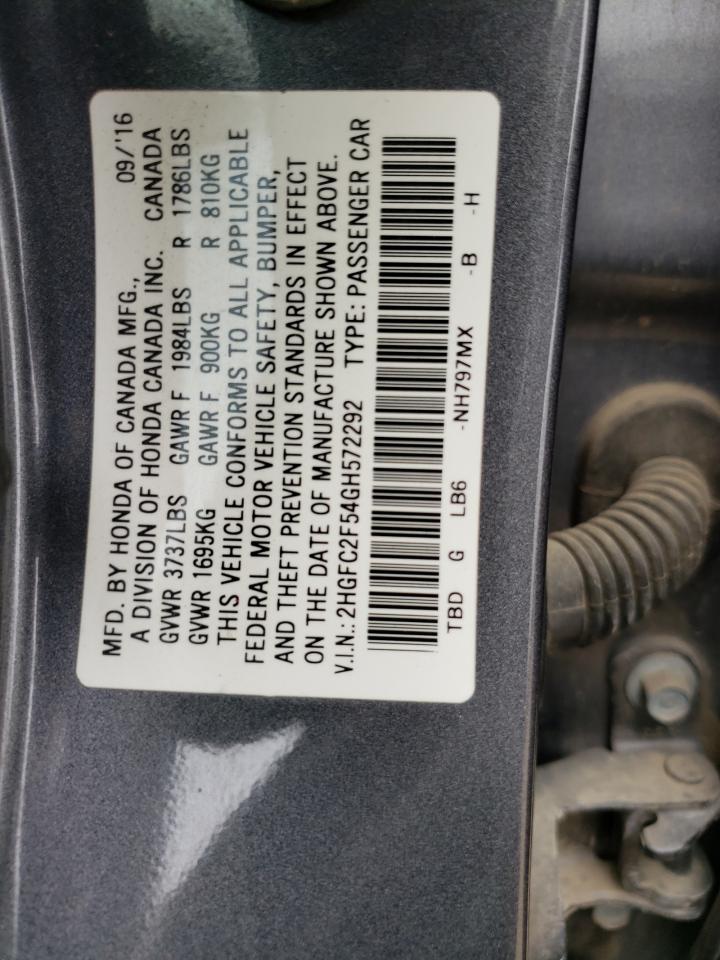 MFD. BY HONDA OF CANADA MFG., 09/'16
A DIVISION OF HONDA CANADA INC. CANADA
GVWR 3737LBS GAWR F 1984LBS R 1786LBS
GVWR 1695KG GAWR F 900KG R 810KG
THIS VEHICLE CONFORMS TO ALL APPLICABLE
FEDERAL MOTOR VEHICLE SAFETY, BUMPER,
AND THEFT PREVENTION STANDARDS IN EFFECT
ON THE DATE OF MANUFACTURE SHOWN ABOVE.
V.I.N.: 2HGFC2F54GH572292 TYPE: PASSENGER CAR
TBD G LB6 -NH797MX -B -H